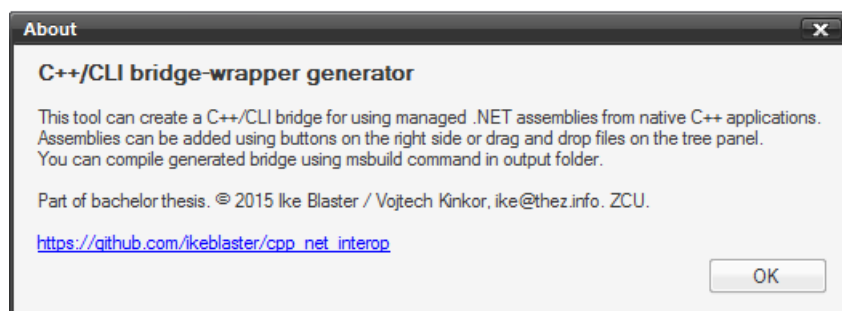 About
C++/CLI bridge-wrapper generator
This tool can create a C++/CLI bridge for using managed .NET assemblies from native C++ applications.
Assemblies can be added using buttons on the right side or drag and drop files on the tree panel.
You can compile generated bridge using msbuild command in output folder.
Part of bachelor thesis. © 2015 Ike Blaster / Vojtech Kinkor, ike@thez.info. ZCU.
https://github.com/ikeblaster/cpp_net_interop
OK